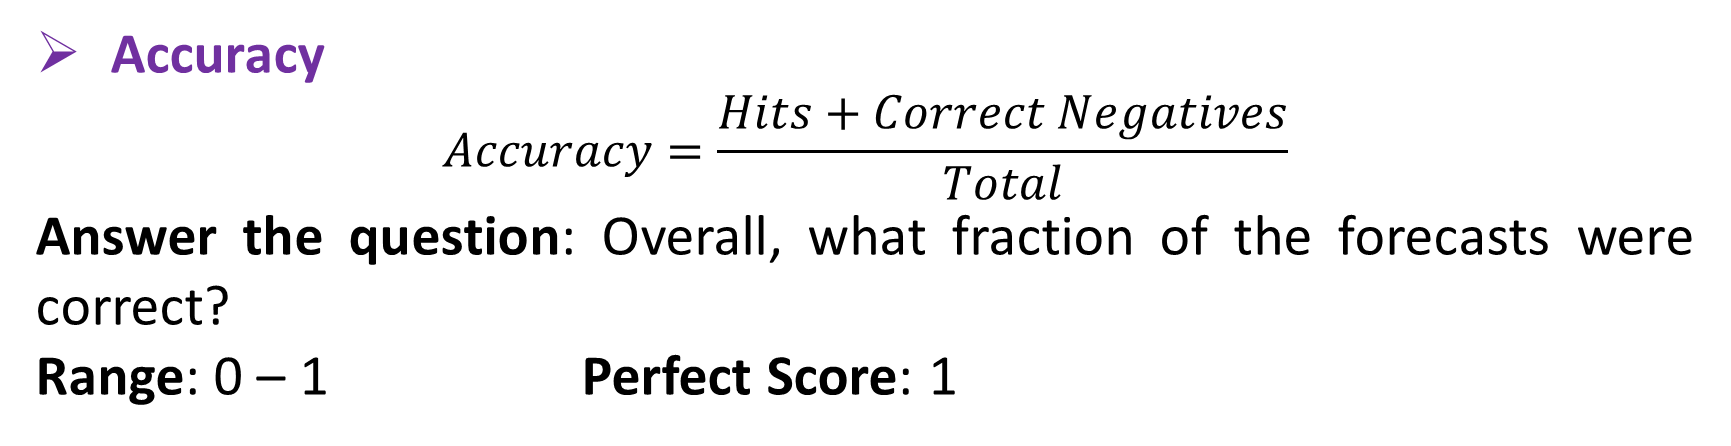 ➢ Accuracy
Accuracy = \frac{Hits + Correct Negatives}{Total}
Answer the question: Overall, what fraction of the forecasts were
correct?
Range: 0 – 1 Perfect Score: 1